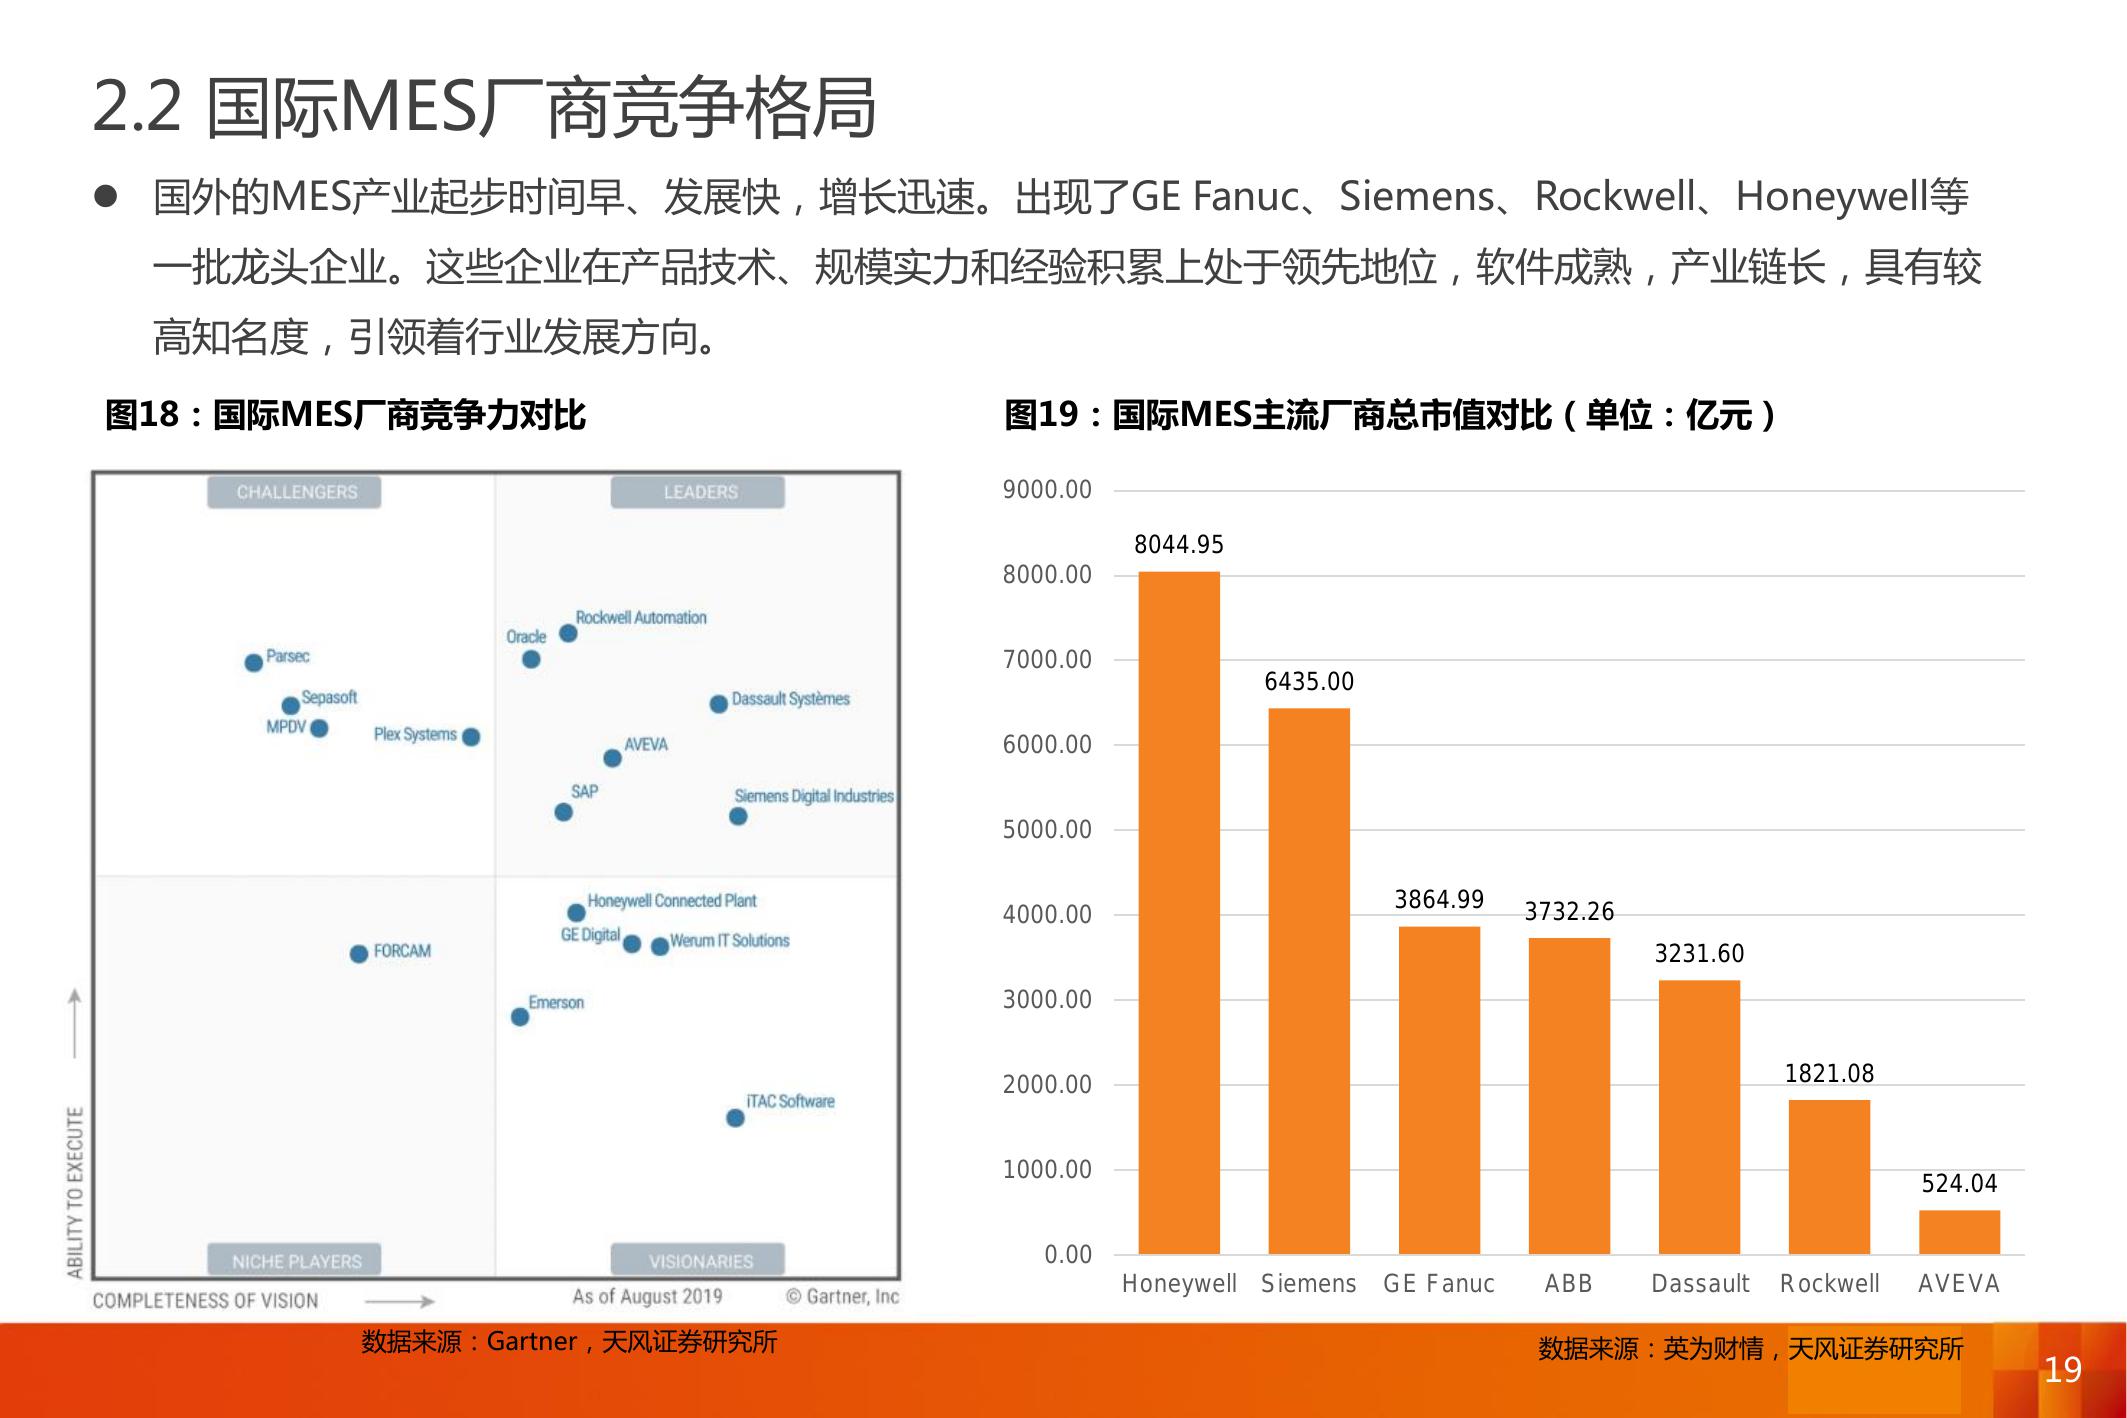 2.2 国际MES厂商竞争格局
● 国外的MES产业起步时间早、发展快，增长迅速。出现了GE Fanuc、Siemens、Rockwell、Honeywell等
一批龙头企业。这些企业在产品技术、规模实力和经验积累上处于领先地位，软件成熟，产业链长，具有较
高知名度，引领着行业发展方向。
图18：国际MES厂商竞争力对比
CHALLENGERS
LEADERS
Rockwell Automation
Oracle
Parsec
Sepasoft
MPDV
Plex Systems
Dassault Systèmes
AVEVA
SAP
Siemens Digital Industries
Honeywell Connected Plant
GE Digital
Werum IT Solutions
FORCAM
Emerson
iTAC Software
NICHE PLAYERS
VISIONARIES
ABILITY TO EXECUTE
COMPLETENESS OF VISION
As of August 2019
© Gartner, Inc
数据来源：Gartner，天风证券研究所
图19：国际MES主流厂商总市值对比（单位：亿元）
9000.00
8000.00
7000.00
6000.00
5000.00
4000.00
3000.00
2000.00
1000.00
0.00
8044.95
6435.00
3864.99
3732.26
3231.60
1821.08
524.04
Honeywell
Siemens
GE Fanuc
ABB
Dassault
Rockwell
AVEVA
数据来源：英为财情，天风证券研究所
19